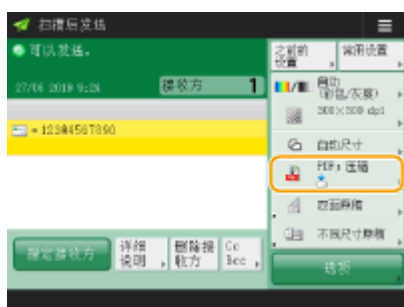 扫描后发送
可以发送。
27/06 2019 9:26
接收方 1
= 1234567890
指定接收方
详细
说明
删除接
收方
Cc
Bcc
之前的
设置
常用设置
自动
(彩色/灰度)
300×300 dpi
自动尺寸
PDF; 压缩
双面原稿
不同尺寸原稿
选项